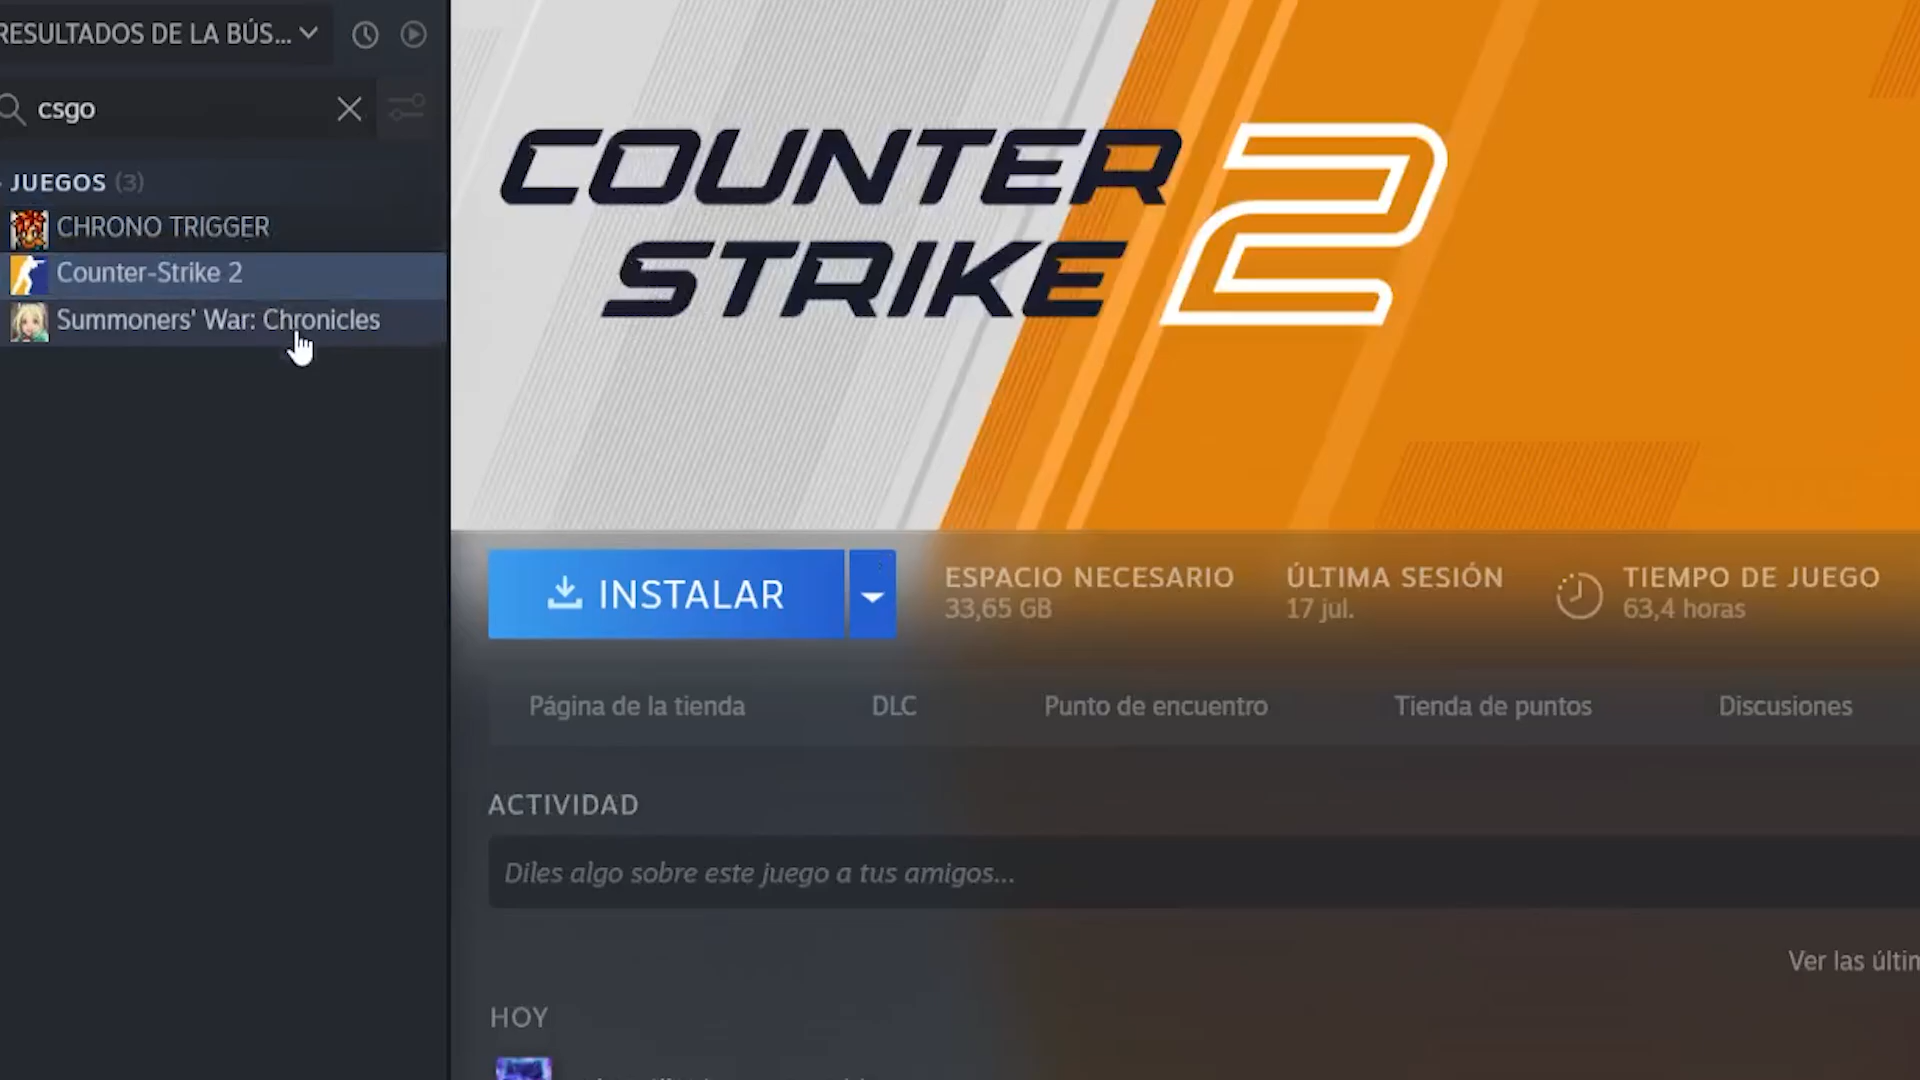 RESULTADOS DE LA BÚS...
csgo
JUEGOS (3)
CHRONO TRIGGER
Counter-Strike 2
Summoners' War: Chronicles
COUNTER
STRIKE 2
INSTALAR
ESPACIO NECESARIO
33,65 GB
ÚLTIMA SESIÓN
17 jul.
TIEMPO DE JUEGO
63,4 horas
Página de la tienda
DLC
Punto de encuentro
Tienda de puntos
Discusiones
ACTIVIDAD
Diles algo sobre este juego a tus amigos...
Ver las
HOY